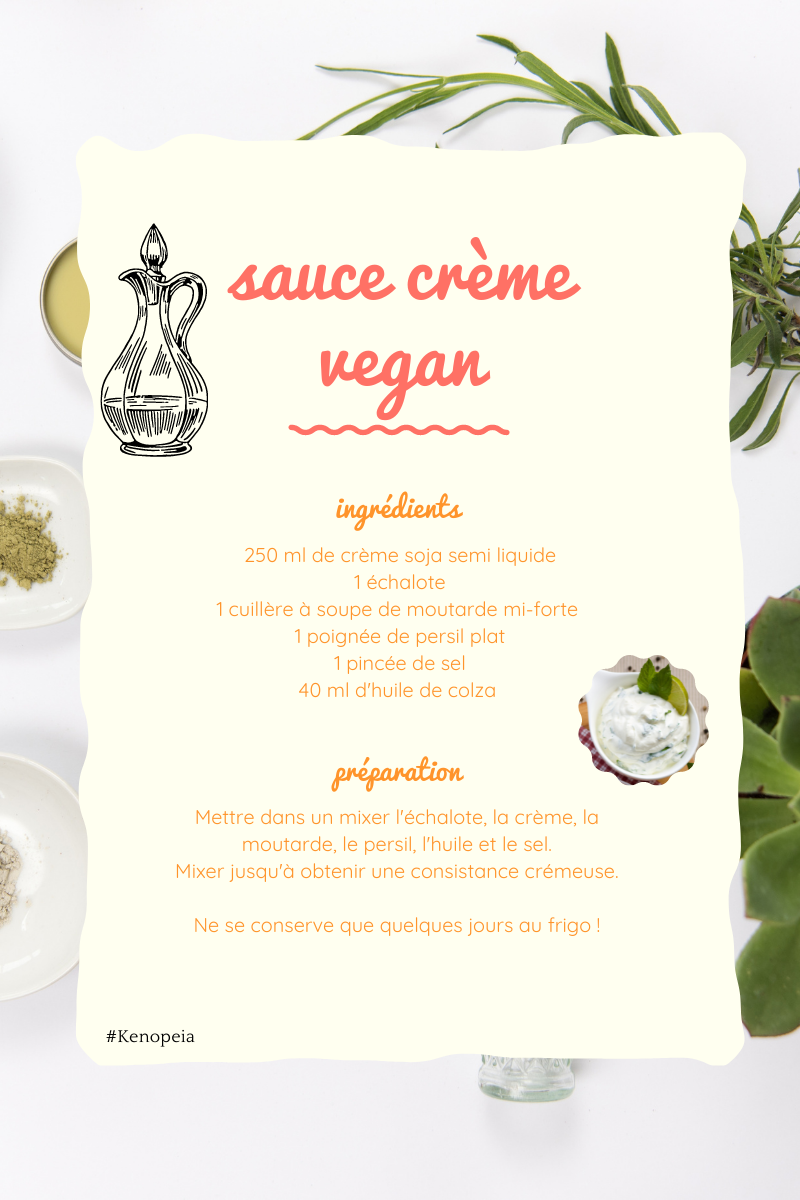 sauce crème
vegan
ingrédients
250 ml de crème soja semi liquide
1 échalote
1 cuillère à soupe de moutarde mi-forte
1 poignée de persil plat
1 pincée de sel
40 ml d'huile de colza
préparation
Mettre dans un mixer l'échalote, la crème, la
moutarde, le persil, l'huile et le sel.
Mixer jusqu'à obtenir une consistance crémeuse.
Ne se conserve que quelques jours au frigo !
#Kenopeia